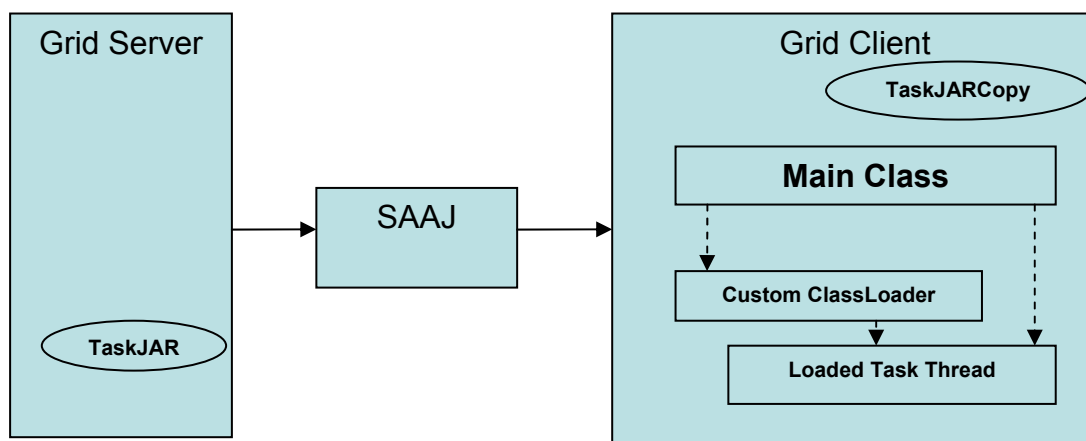 Grid Server
Grid Client
TaskJARCopy
Main Class
SAAJ
Custom ClassLoader
TaskJAR
Loaded Task Thread